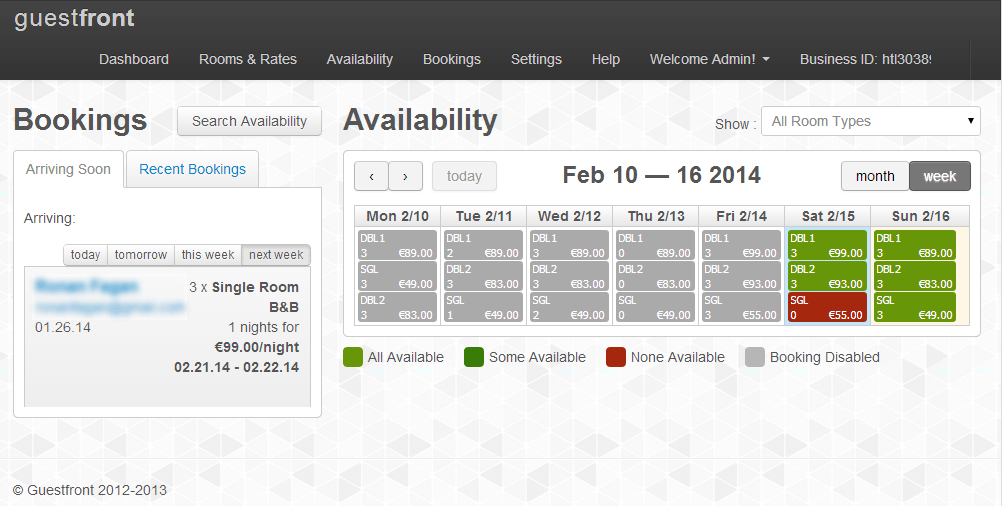 guestfront
Dashboard Rooms & Rates Availability Bookings Settings Help Welcome Admin! Business ID: htl30389
Bookings
Search Availability
Arriving Soon
Recent Bookings
Arriving:
today tomorrow this week next week
3 x Single Room
B&B
01.26.14
1 nights for
€99.00/night
02.21.14 - 02.22.14
Availability
Show : All Room Types
‹ › today
Feb 10 — 16 2014
month week
Mon 2/10 Tue 2/11 Wed 2/12 Thu 2/13 Fri 2/14 Sat 2/15 Sun 2/16
DBL1 DBL1 DBL1 DBL1 DBL1 DBL1 DBL1
3 €89.00 2 €89.00 3 €89.00 0 €89.00 3 €99.00 3 €99.00 3 €89.00
SGL DBL2 DBL2 DBL2 DBL2 DBL2 DBL2
3 €49.00 3 €83.00 3 €83.00 0 €83.00 3 €93.00 3 €93.00 3 €83.00
DBL2 SGL SGL SGL SGL SGL SGL
3 €83.00 1 €49.00 2 €49.00 0 €49.00 3 €55.00 0 €55.00 3 €49.00
All Available Some Available None Available Booking Disabled
© Guestfront 2012-2013